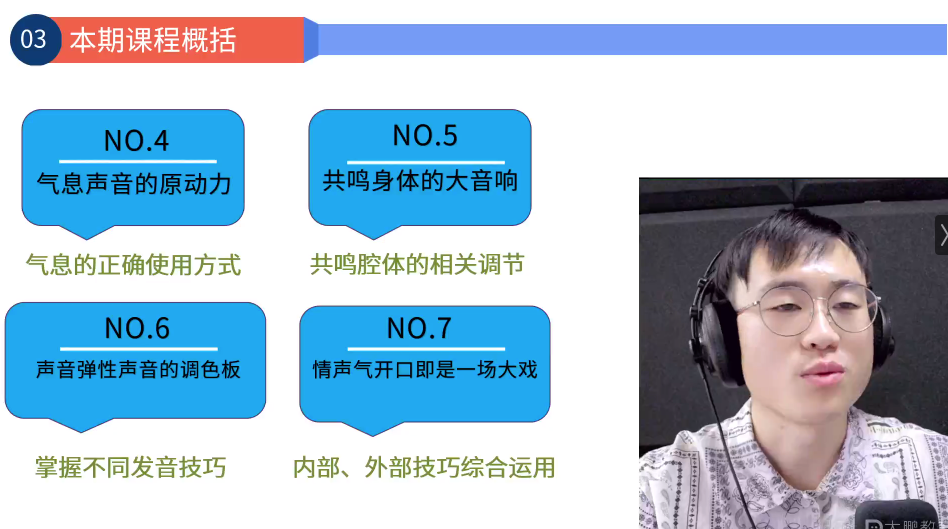 03 本期课程概括
NO.4
气息声音的原动力
气息的正确使用方式
NO.5
共鸣身体的大音响
共鸣腔体的相关调节
NO.6
声音弹性声音的调色板
掌握不同发音技巧
NO.7
情声气开口即是一场大戏
内部、外部技巧综合运用
大鹏教